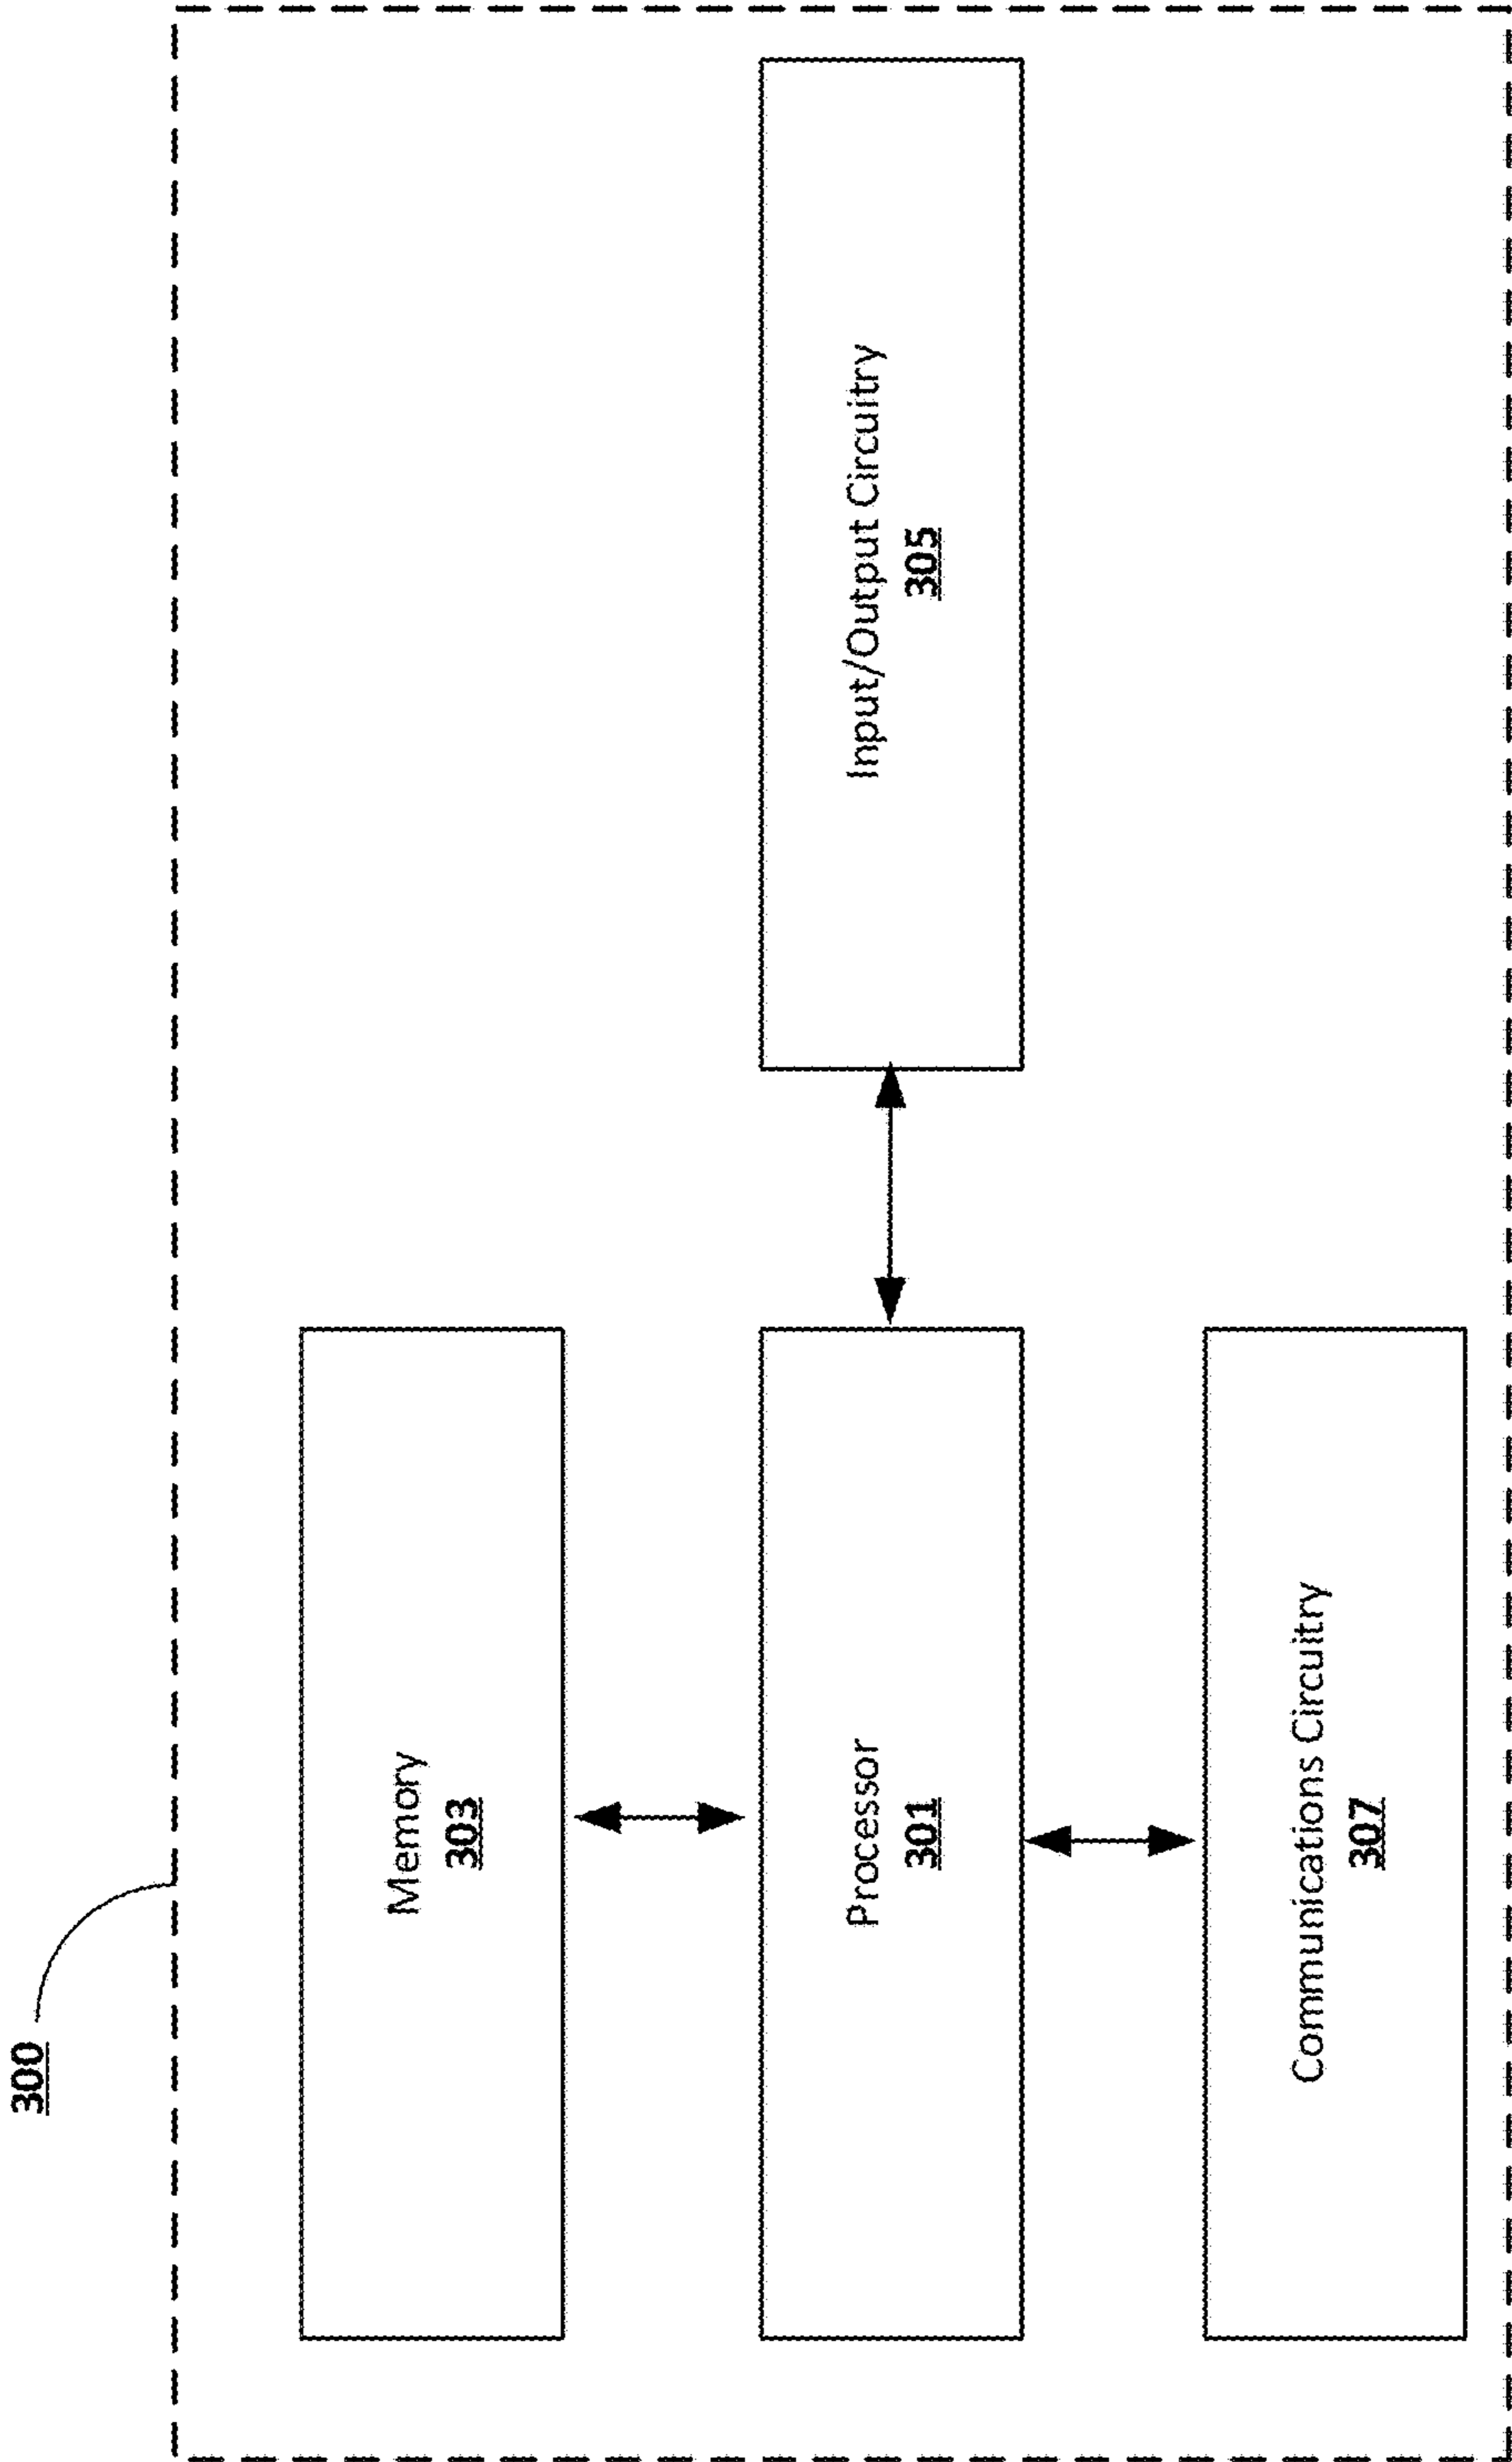 300
Memory
303
Processor
301
Input/Output Circuitry
305
Communications Circuitry
307